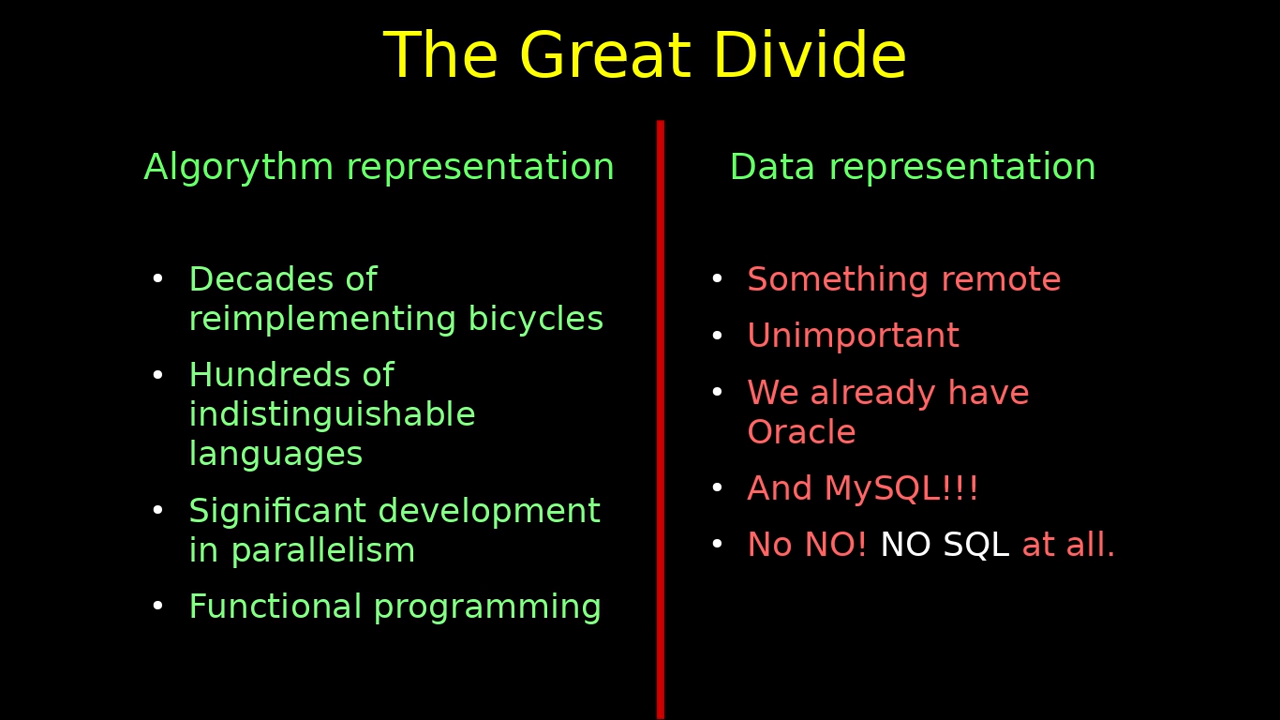 The Great Divide
Algorythm representation
• Decades of
reimplementing bicycles
• Hundreds of
indistinguishable
languages
• Significant development
in parallelism
• Functional programming
Data representation
• Something remote
• Unimportant
• We already have
Oracle
• And MySQL!!!
• No NO! NO SQL at all.